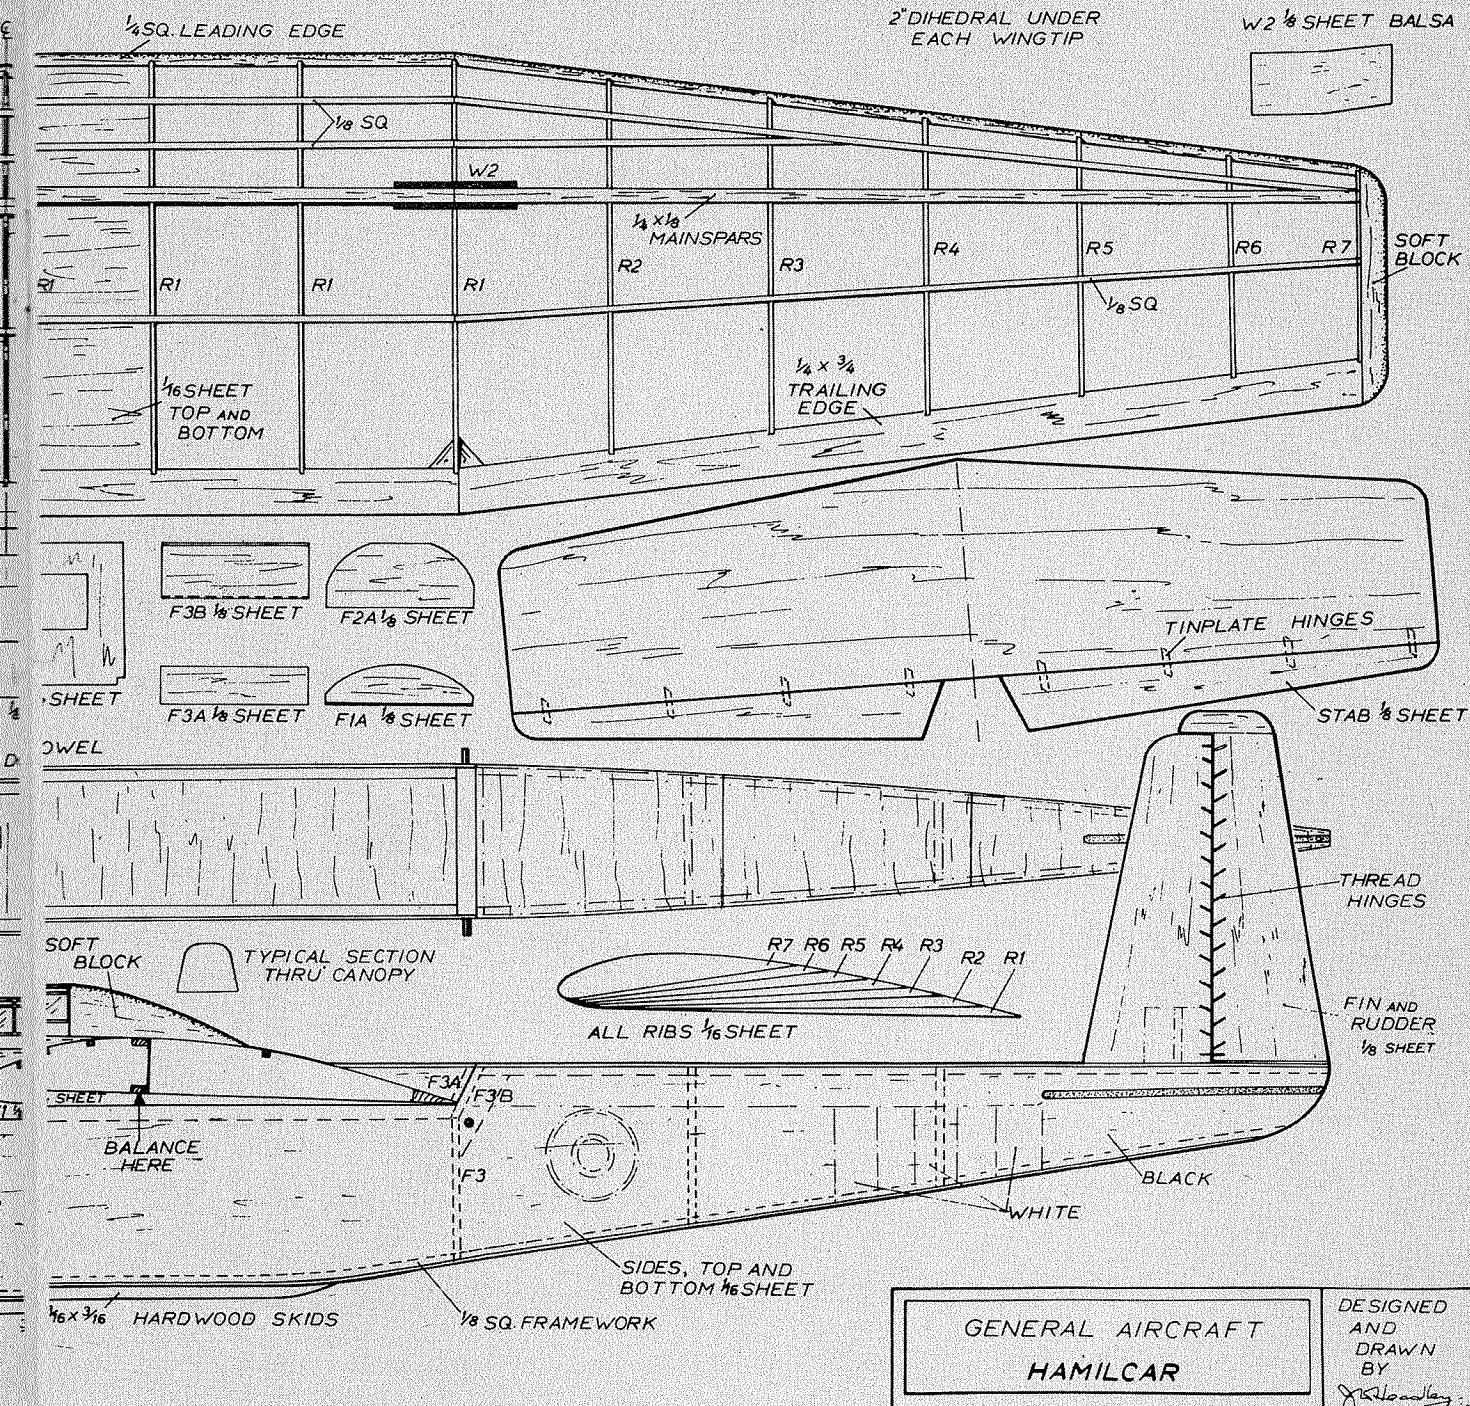 ¼ SQ. LEADING EDGE
2" DIHEDRAL UNDER
EACH WINGTIP
W2 ⅛ SHEET BALSA
⅛ SQ
W2
¼ x ⅛
MAINSPARS
R1
R1
R1
R1
R2
R3
R4
R5
R6
R7
SOFT
BLOCK
⅛ SQ
1/16 SHEET
TOP AND
BOTTOM
¼ x ¾
TRAILING
EDGE
F3B ⅛ SHEET
F2A ⅛ SHEET
TINPLATE HINGES
SHEET
F3A ⅛ SHEET
F1A ⅛ SHEET
STAB ⅛ SHEET
OWEL
THREAD
HINGES
SOFT
BLOCK
TYPICAL SECTION
THRU' CANOPY
R7 R6 R5 R4 R3 R2 R1
ALL RIBS 1/16 SHEET
FIN AND
RUDDER
⅛ SHEET
F3A
F3B
SHEET
BALANCE
HERE
F3
BLACK
WHITE
SIDES, TOP AND
BOTTOM 1/16 SHEET
1/16 x 3/16 HARDWOOD SKIDS
⅛ SQ. FRAMEWORK
GENERAL AIRCRAFT
HAMILCAR
DESIGNED
AND
DRAWN
BY